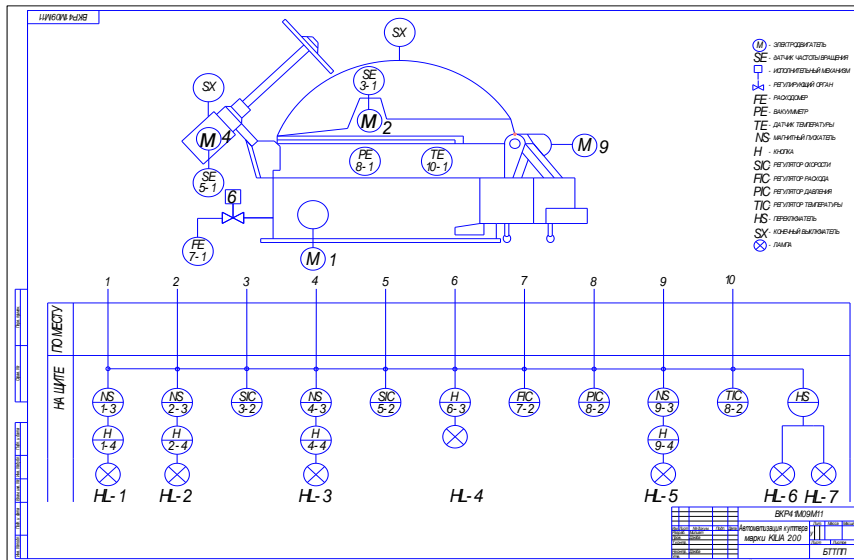 ВКР41М09М11
SX
SX
SE
3-1
M 2
M 4
M 9
SE
5-1
PE
8-1
TE
10-1
6
FE
7-1
M 1
M - ЭЛЕКТРОДВИГАТЕЛЬ
SE - ДАТЧИК ЧАСТОТЫ ВРАЩЕНИЯ
- ИСПОЛНИТЕЛЬНЫЙ МЕХАНИЗМ
- РЕГУЛИРУЮЩИЙ ОРГАН
FE - РАСХОДОМЕР
PE - ВАКУУММЕТР
TE - ДАТЧИК ТЕМПЕРАТУРЫ
NS - МАГНИТНЫЙ ПУСКАТЕЛЬ
H - КНОПКА
SIC РЕГУЛЯТОР СКОРОСТИ
FIC РЕГУЛЯТОР РАСХОДА
PIC РЕГУЛЯТОР ДАВЛЕНИЯ
TIC РЕГУЛЯТОР ТЕМПЕРАТУРЫ
HS - ПЕРЕКЛЮЧАТЕЛЬ
SX - КОНЕЧНЫЙ ВЫКЛЮЧАТЕЛЬ
- ЛАМПА
1 2 3 4 5 6 7 8 9 10
ПО МЕСТУ
НА ЩИТЕ
NS
1-3
NS
2-3
SIC
3-2
NS
4-3
SIC
5-2
H
6-3
FIC
7-2
PIC
8-2
NS
9-3
TIC
8-2
HS
H
1-4
H
2-4
H
4-4
H
9-4
HL-1 HL-2 HL-3 HL-4 HL-5 HL-6 HL-7
ВКР41М09М11
Автоматизация куттера
марки KILIA 200
БТТПП